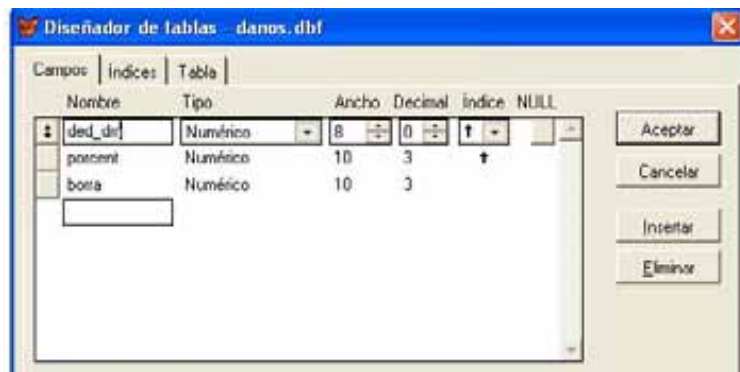 Diseñador de tablas - danos.dbf
Campos Índices Tabla
Nombre Tipo Ancho Decimal Índice NULL
ded_dir Numérico 8 0
porcent Numérico 10 3
borra Numérico 10 3
Aceptar
Cancelar
Insertar
Eliminar